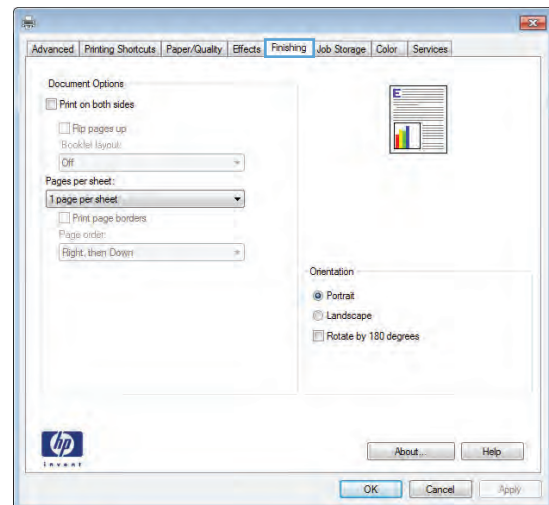 Advanced Printing Shortcuts Paper/Quality Effects Finishing Job Storage Color Services
Document Options
Print on both sides
Flip pages up
Booklet layout:
Off
Pages per sheet:
1 page per sheet
Print page borders
Page order:
Right, then Down
E
Orientation
Portrait
Landscape
Rotate by 180 degrees
hp
invent
About... Help
OK Cancel Apply